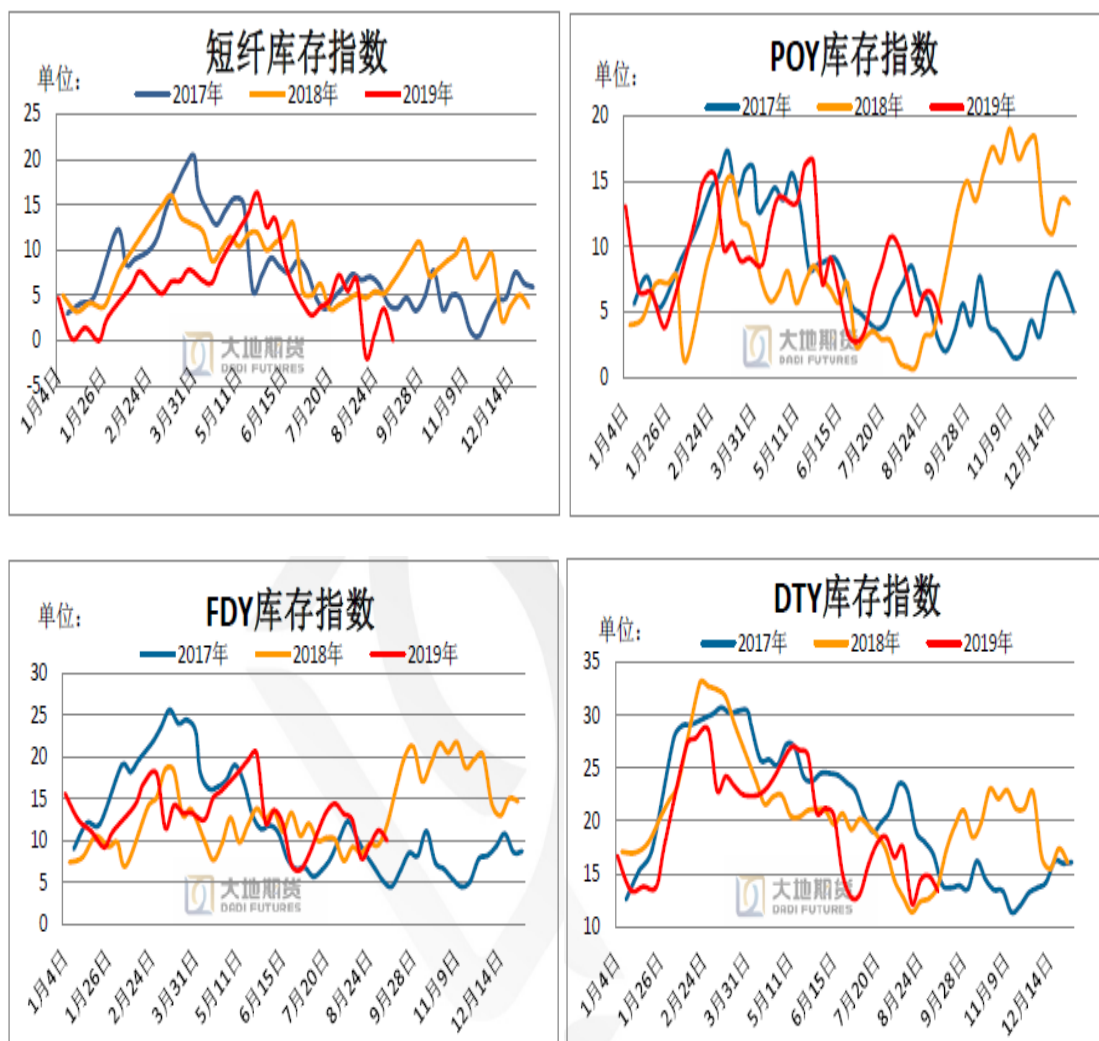 短纤库存指数
单位：
2017年 2018年 2019年
25
20
15
10
5
0
-5
大地期货
DADI FUTURES
1月4日 1月26日 2月24日 3月31日 5月11日 6月15日 7月20日 8月24日 9月28日 11月9日 12月14日
POY库存指数
单位：
2017年 2018年 2019年
20
15
10
5
0
大地期货
DADI FUTURES
1月4日 1月26日 2月24日 3月31日 5月11日 6月15日 7月20日 8月24日 9月28日 11月9日 12月14日
FDY库存指数
单位：
2017年 2018年 2019年
30
25
20
15
10
5
0
大地期货
DADI FUTURES
1月4日 1月26日 2月24日 3月31日 5月11日 6月15日 7月20日 8月24日 9月28日 11月9日 12月14日
DTY库存指数
单位：
2017年 2018年 2019年
35
30
25
20
15
10
大地期货
DADI FUTURES
1月4日 1月26日 2月24日 3月31日 5月11日 6月15日 7月20日 8月24日 9月28日 11月9日 12月14日